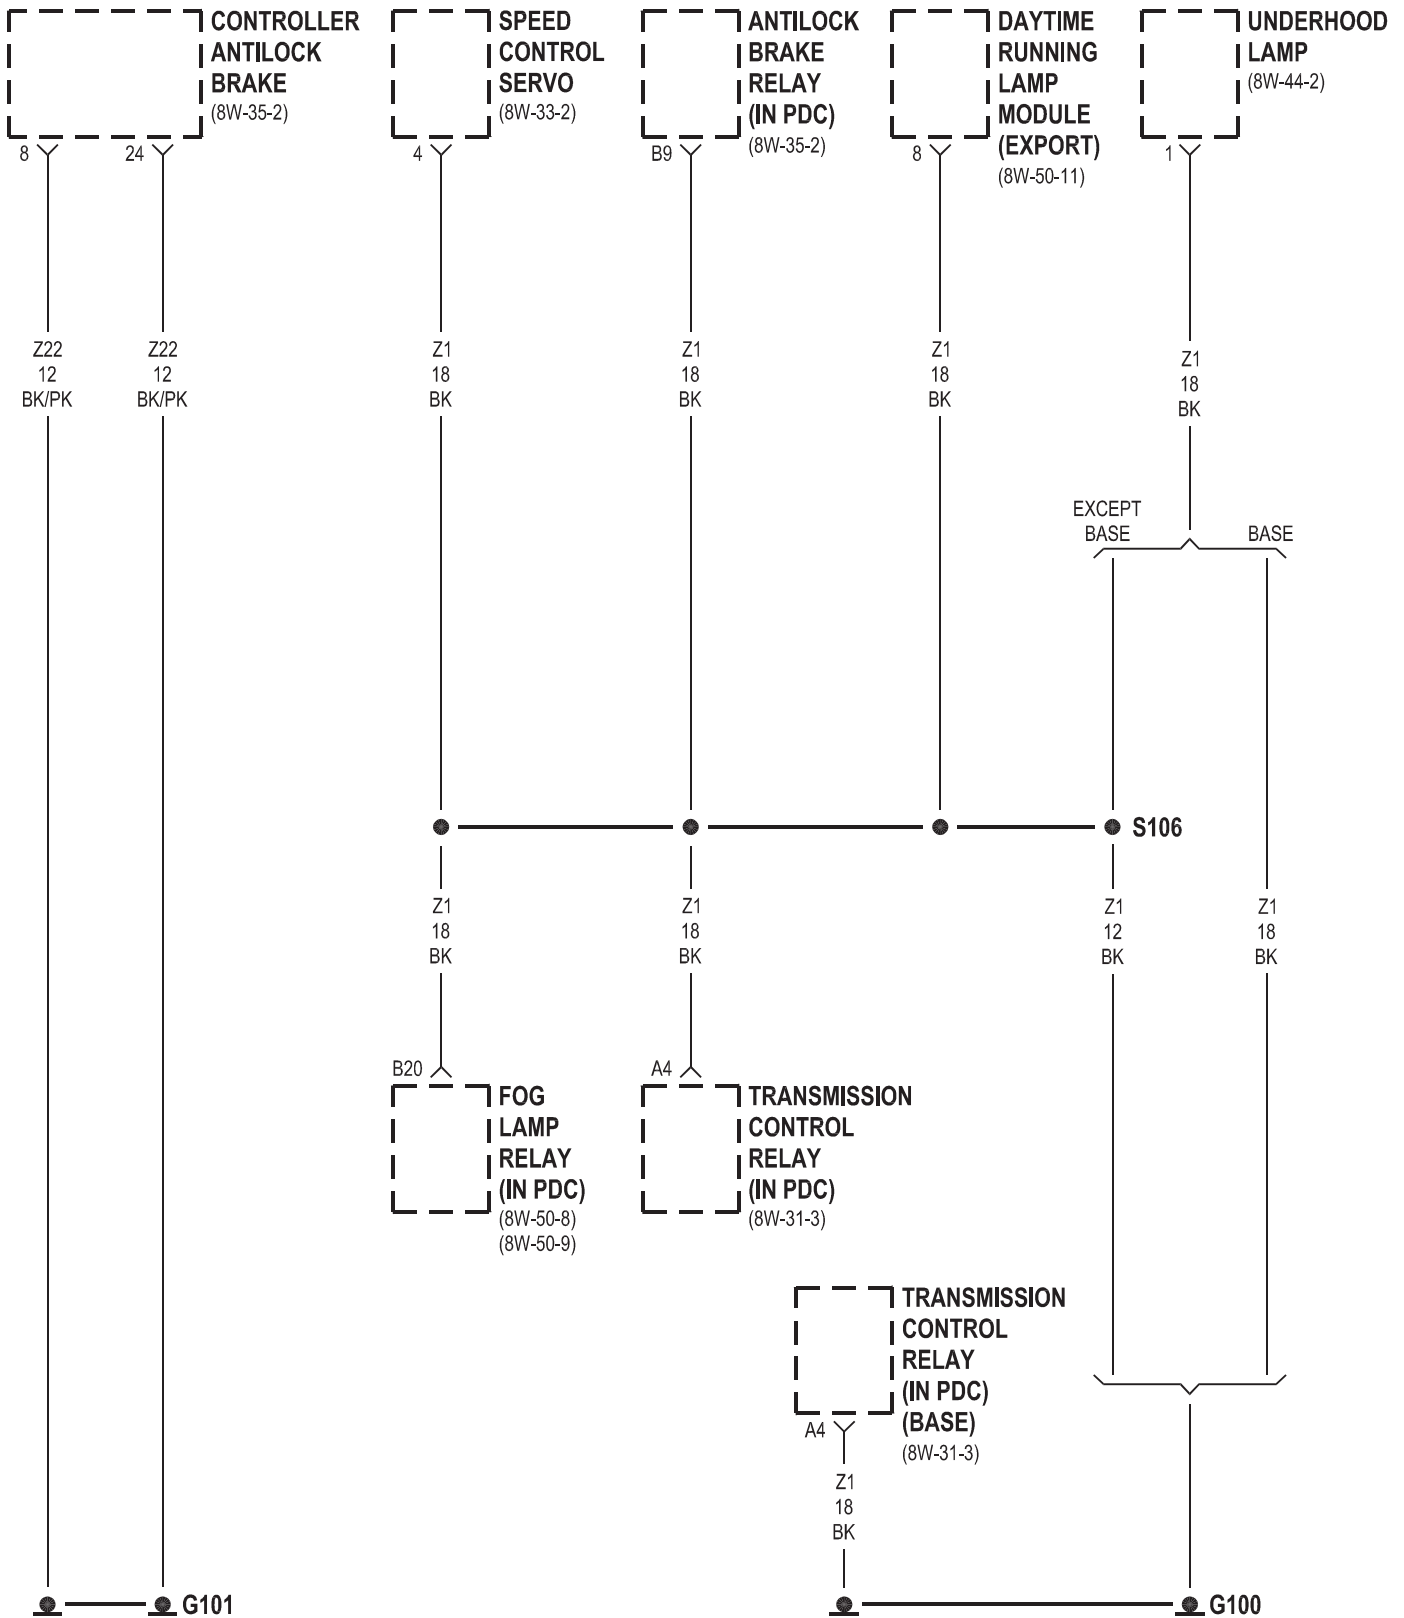 CONTROLLER
ANTILOCK
BRAKE
(8W-35-2)
SPEED
CONTROL
SERVO
(8W-33-2)
ANTILOCK
BRAKE
RELAY
(IN PDC)
(8W-35-2)
DAYTIME
RUNNING
LAMP
MODULE
(EXPORT)
(8W-50-11)
UNDERHOOD
LAMP
(8W-44-2)
8
24
4
B9
8
1
Z22
12
BK/PK
Z22
12
BK/PK
Z1
18
BK
Z1
18
BK
Z1
18
BK
Z1
18
BK
EXCEPT
BASE
BASE
S106
Z1
18
BK
Z1
18
BK
Z1
12
BK
Z1
18
BK
B20
FOG
LAMP
RELAY
(IN PDC)
(8W-50-8)
(8W-50-9)
A4
TRANSMISSION
CONTROL
RELAY
(IN PDC)
(8W-31-3)
TRANSMISSION
CONTROL
RELAY
(IN PDC)
(BASE)
(8W-31-3)
A4
Z1
18
BK
G101
G100